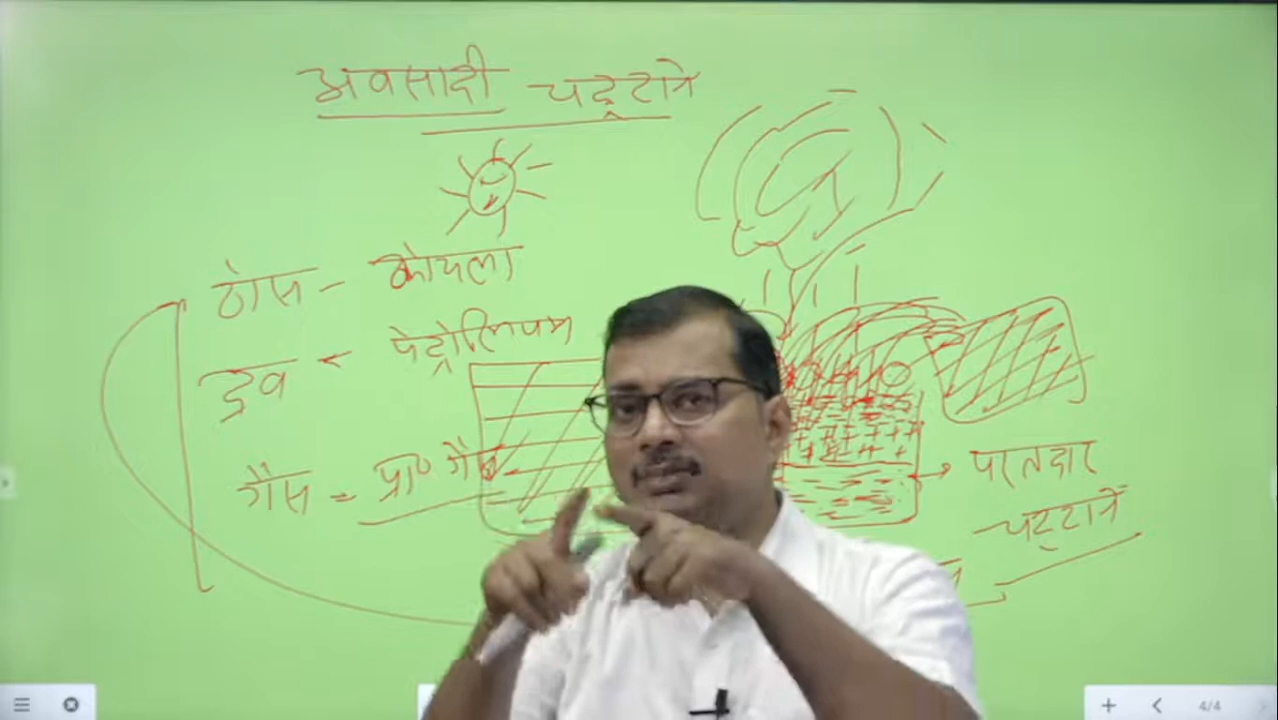 अवसादी चट्टाने
ठोस - कोयला
द्रव - पेट्रोलियम
गैस = प्रा० गैस
परतदार
चट्टाने
4/4